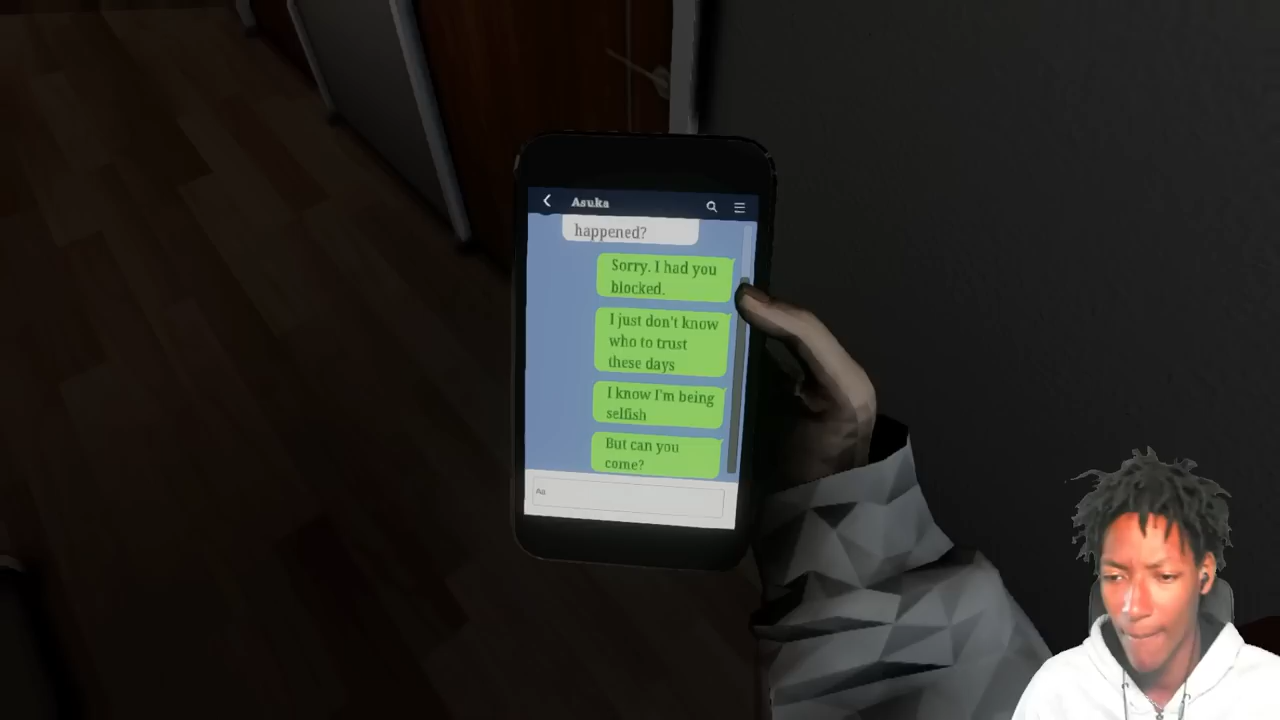 Asuka
happened?
Sorry. I had you
blocked.
I just don't know
who to trust
these days
I know I'm being
selfish
But can you
come?
Aa